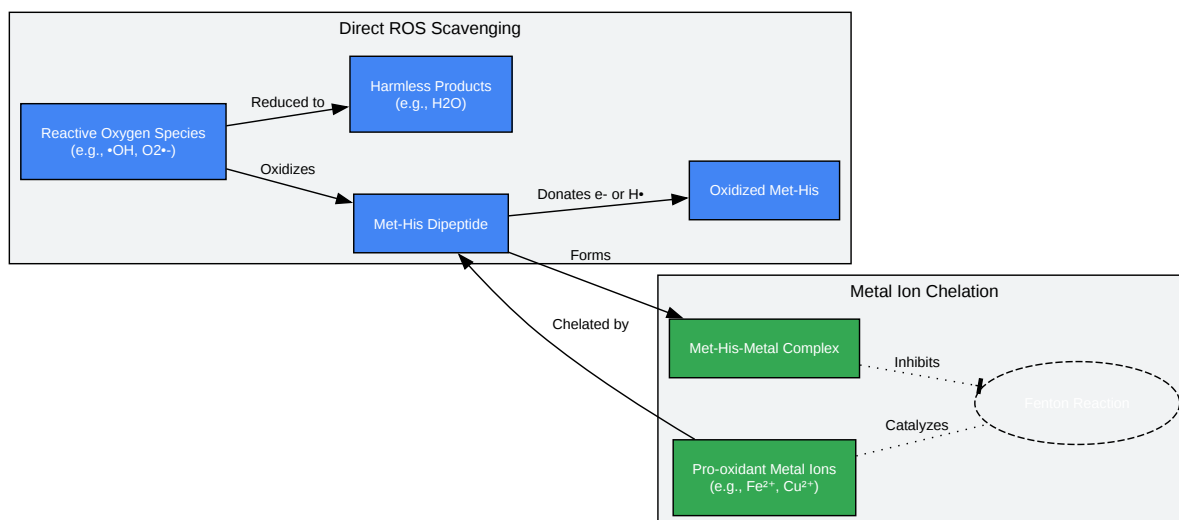 Direct ROS Scavenging
Harmless Products
(e.g., H2O)
Reduced to
Reactive Oxygen Species
(e.g., •OH, O2•-)
Oxidizes
Met-His Dipeptide
Donates e- or H•
Oxidized Met-His
Forms
Chelated by
Metal Ion Chelation
Met-His-Metal Complex
Inhibits
Fenton Reaction
Catalyzes
Pro-oxidant Metal Ions
(e.g., Fe²⁺, Cu²⁺)